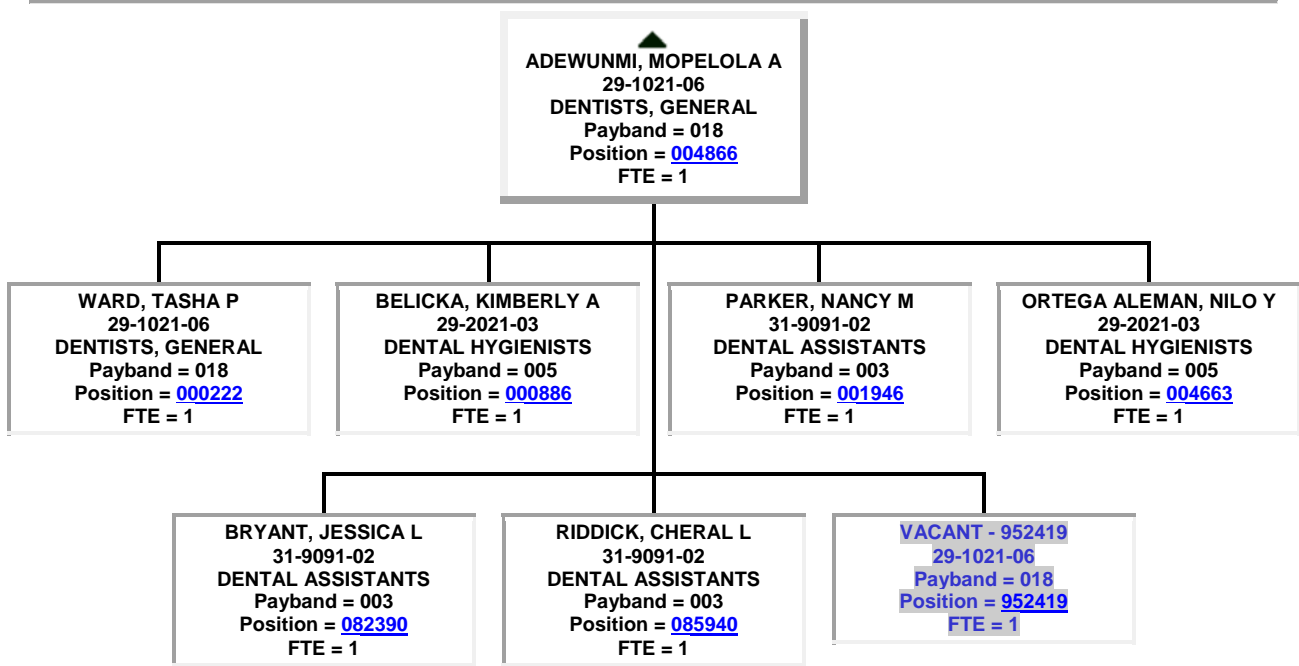 ADEWUNMI, MOPELOLA A
29-1021-06
DENTISTS, GENERAL
Payband = 018
Position = 004866
FTE = 1
WARD, TASHA P
29-1021-06
DENTISTS, GENERAL
Payband = 018
Position = 000222
FTE = 1
BELICKA, KIMBERLY A
29-2021-03
DENTAL HYGIENISTS
Payband = 005
Position = 000886
FTE = 1
PARKER, NANCY M
31-9091-02
DENTAL ASSISTANTS
Payband = 003
Position = 001946
FTE = 1
ORTEGA ALEMAN, NILO Y
29-2021-03
DENTAL HYGIENISTS
Payband = 005
Position = 004663
FTE = 1
BRYANT, JESSICA L
31-9091-02
DENTAL ASSISTANTS
Payband = 003
Position = 082390
FTE = 1
RIDDICK, CHERAL L
31-9091-02
DENTAL ASSISTANTS
Payband = 003
Position = 085940
FTE = 1
VACANT - 952419
29-1021-06
Payband = 018
Position = 952419
FTE = 1